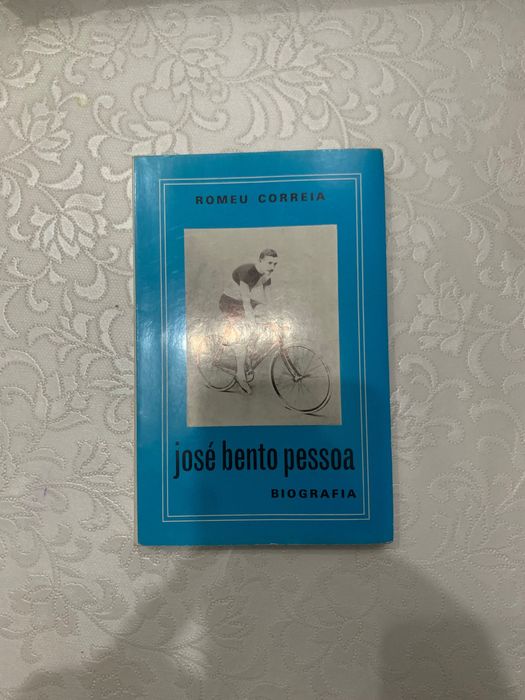 ROMEU CORREIA
josé bento pessoa
BIOGRAFIA